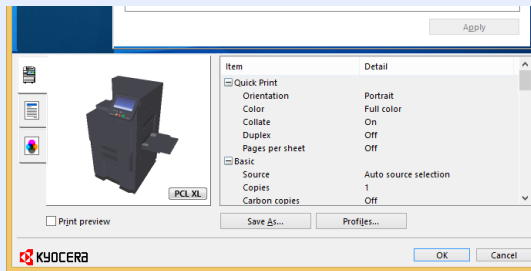 Apply
Item Detail
Quick Print
Orientation Portrait
Color Full color
Collate On
Duplex Off
Pages per sheet Off
Basic
Source Auto source selection
Copies 1
Carbon copies Off
PCL XL
Print preview Save As... Profiles...
KYOCERa OK Cancel